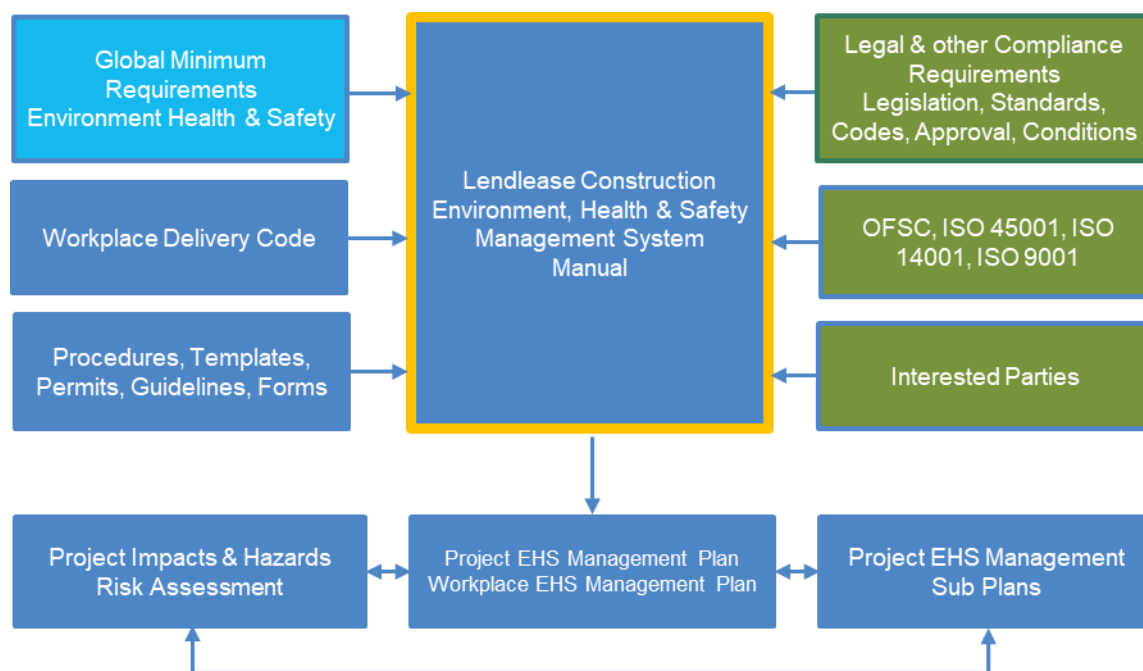 Global Minimum
Requirements
Environment Health & Safety
Workplace Delivery Code
Procedures, Templates,
Permits, Guidelines, Forms
Lendlease Construction
Environment, Health & Safety
Management System
Manual
Legal & other Compliance
Requirements
Legislation, Standards,
Codes, Approval, Conditions
OFSC, ISO 45001, ISO
14001, ISO 9001
Interested Parties
Project Impacts & Hazards
Risk Assessment
Project EHS Management Plan
Workplace EHS Management Plan
Project EHS Management
Sub Plans